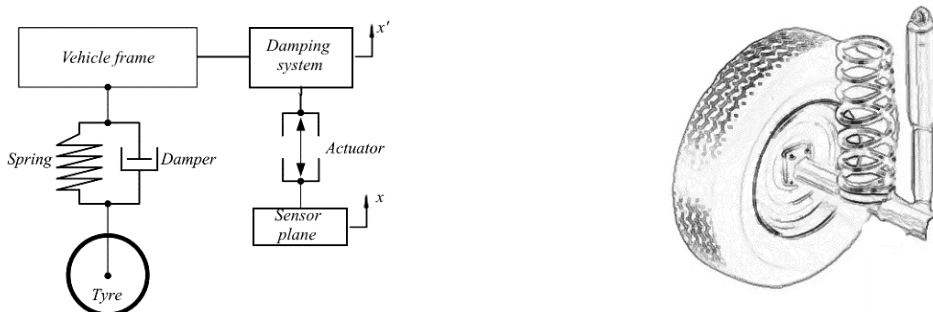 x'
Vehicle frame
Damping
system
Spring
Damper
Actuator
x
Sensor
plane
Tyre